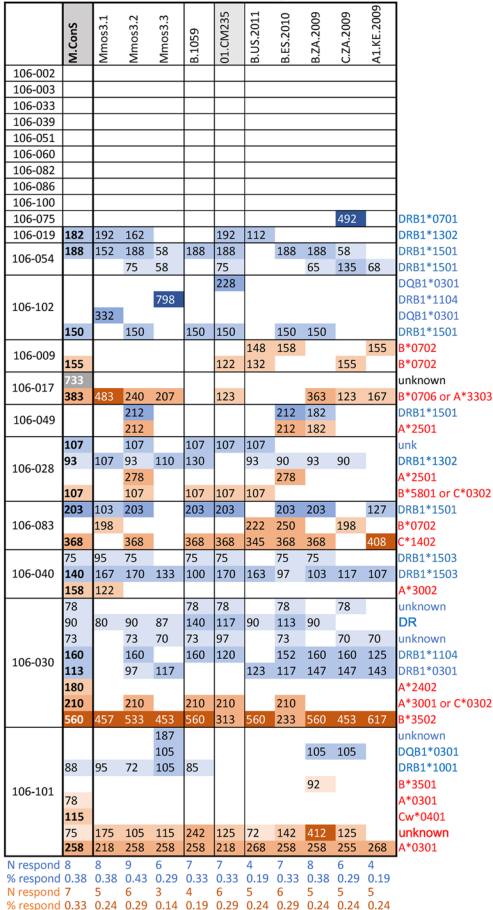 M.ConS Mmos3.1 Mmos3.2 Mmos3.3 B.1059 01.CM235 B.US.2011 B.ES.2010 B.ZA.2009 C.ZA.2009 A1.KE.2009
106-002
106-003
106-033
106-039
106-051
106-060
106-082
106-086
106-100
106-075 492 DRB1*0701
106-019 182 192 162 192 112 DRB1*1302
106-054 188 152 188 58 188 188 188 188 58 DRB1*1501
75 58 75 65 135 68 DRB1*1501
106-102 228 DQB1*0301
798 DRB1*1104
332 DQB1*0301
150 150 150 150 150 150 DRB1*1501
106-009 148 158 155 B*0702
155 122 132 155 B*0702
106-017 733 unknown
383 483 240 207 123 363 123 167 B*0706 or A*3303
106-049 212 212 182 DRB1*1501
212 212 182 A*2501
106-028 107 107 107 107 107 unk
93 107 93 110 130 93 90 93 90 DRB1*1302
278 278 A*2501
107 107 107 107 107 B*5801 or C*0302
106-083 203 103 203 203 203 203 203 127 DRB1*1501
198 222 250 198 B*0702
368 368 368 368 345 368 368 408 C*1402
106-040 75 95 75 75 75 75 75 DRB1*1503
140 167 170 133 100 170 163 97 103 117 107 DRB1*1503
158 122 A*3002
106-030 78 78 78 78 78 unknown
90 80 90 87 140 117 90 113 90 DR
73 73 73 73 97 73 70 70 unknown
160 160 160 120 152 160 160 125 DRB1*1104
113 97 117 123 117 147 147 143 DRB1*0301
180 A*2402
210 210 210 210 210 A*3001 or C*0302
560 457 533 453 560 313 560 233 560 453 617 B*3502
106-101 187 unknown
105 105 105 DQB1*0301
88 95 72 105 85 DRB1*1001
92 B*3501
78 A*0301
115 Cw*0401
75 175 105 115 242 125 72 142 412 125 unknown
258 218 258 258 258 218 268 258 258 255 268 A*0301
N respond 8 8 9 6 7 7 4 7 8 6 4
% respond 0.38 0.38 0.43 0.29 0.33 0.33 0.19 0.33 0.38 0.29 0.19
N respond 7 5 6 3 4 6 5 6 5 5 5
% respond 0.33 0.24 0.29 0.14 0.19 0.29 0.24 0.29 0.24 0.24 0.24